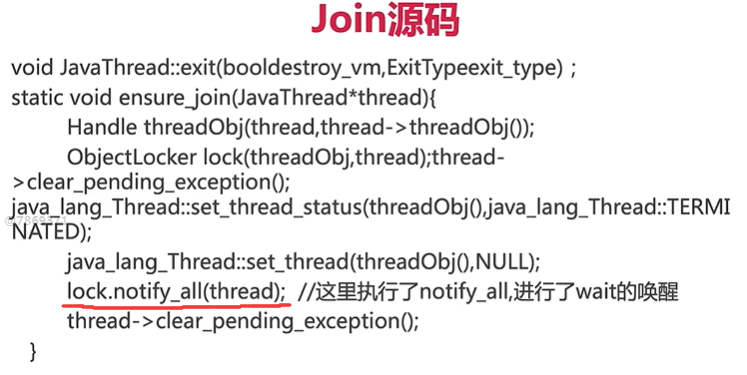 Join源码
void JavaThread::exit(booldestroy_vm,ExitTypeexit_type) ;
static void ensure_join(JavaThread*thread){
Handle threadObj(thread,thread->threadObj());
ObjectLocker lock(threadObj,thread);thread-
>clear_pending_exception();
java_lang_Thread::set_thread_status(threadObj(),java_lang_Thread::TERMI
NATED);
java_lang_Thread::set_thread(threadObj(),NULL);
lock.notify_all(thread); //这里执行了notify_all,进行了wait的唤醒
thread->clear_pending_exception();
}